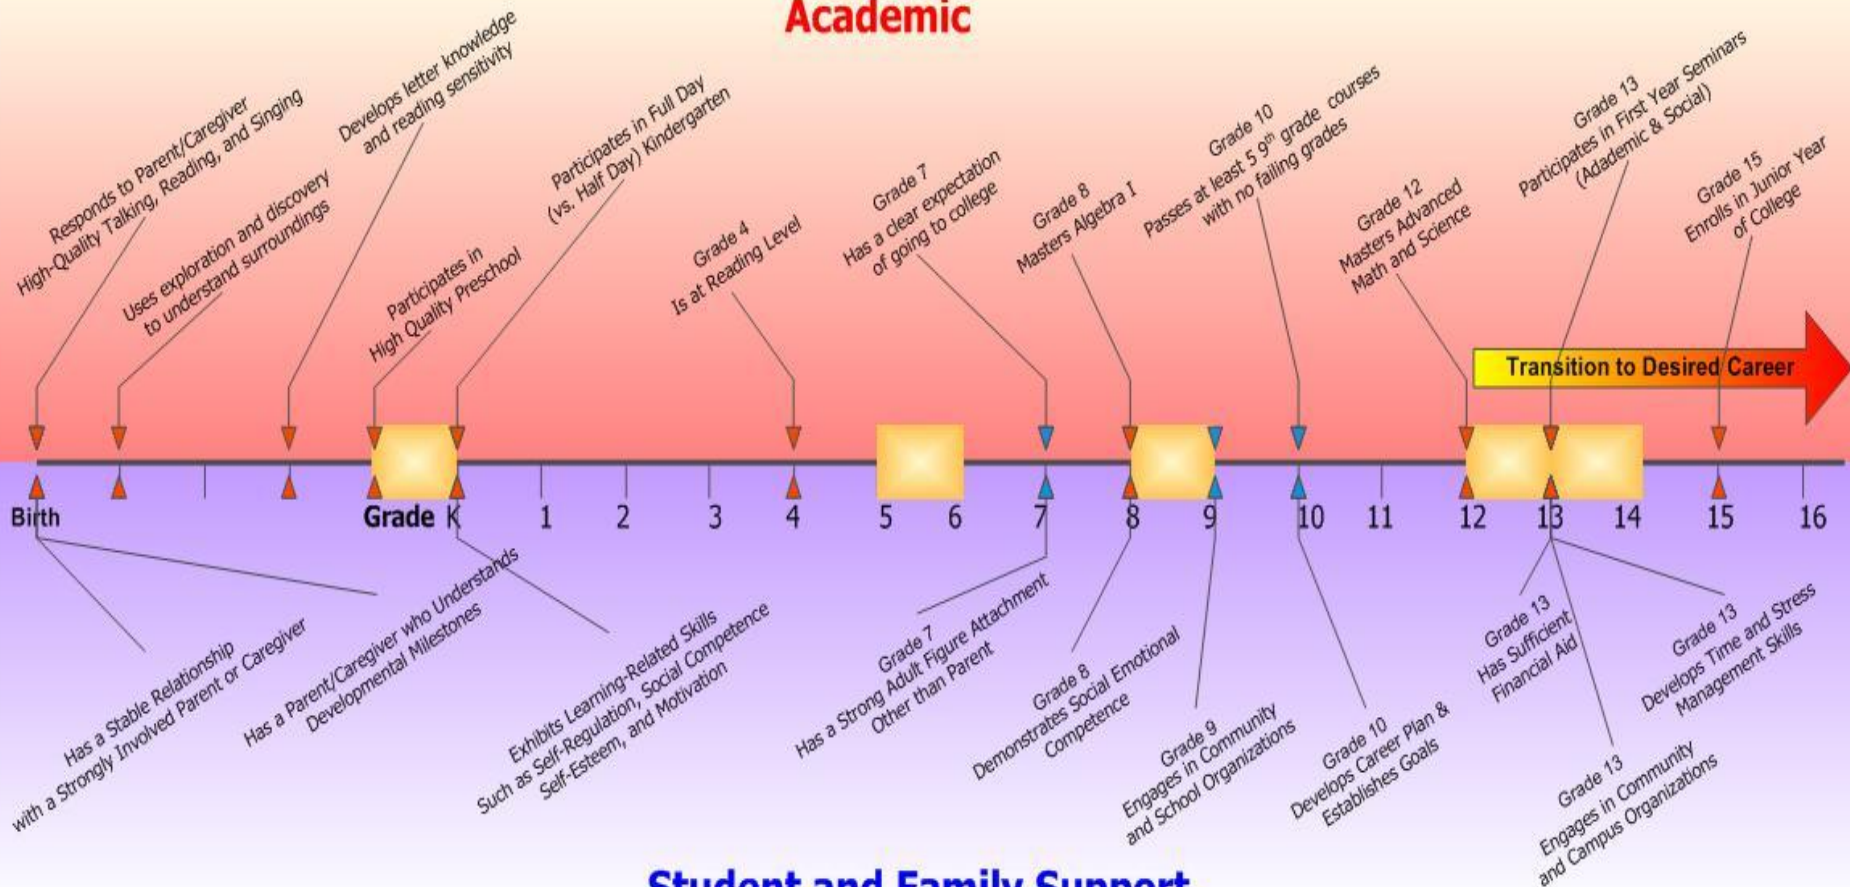 Academic
Responds to Parent/Caregiver
High-Quality Talking, Reading, and Singing
Uses exploration and discovery
to understand surroundings
Develops letter knowledge
and reading sensitivity
Participates in
High Quality Preschool
Participates in Full Day
(vs. Half Day) Kindergarten
Grade 4
Is at Reading Level
Grade 7
Has a clear expectation
of going to college
Grade 8
Masters Algebra I
Grade 10
Passes at least 5 9th grade courses
with no failing grades
Grade 12
Masters Advanced
Math and Science
Grade 13
Participates in First Year Seminars
(Adademic & Social)
Grade 15
Enrolls in Junior Year
of College
Transition to Desired Career
Birth Grade K 1 2 3 4 5 6 7 8 9 10 11 12 13 14 15 16
Has a Stable Relationship
with a Strongly Involved Parent or Caregiver
Has a Parent/Caregiver who Understands
Developmental Milestones
Exhibits Learning-Related Skills
Such as Self-Regulation, Social Competence
Self-Esteem, and Motivation
Grade 7
Has a Strong Adult Figure Attachment
Other than Parent
Grade 8
Demonstrates Social Emotional
Competence
Grade 9
Engages in Community
and School Organizations
Grade 10
Develops Career Plan &
Establishes Goals
Grade 13
Has Sufficient
Financial Aid
Grade 13
Engages in Community
and Campus Organizations
Grade 13
Develops Time and Stress
Management Skills
Student and Family Support